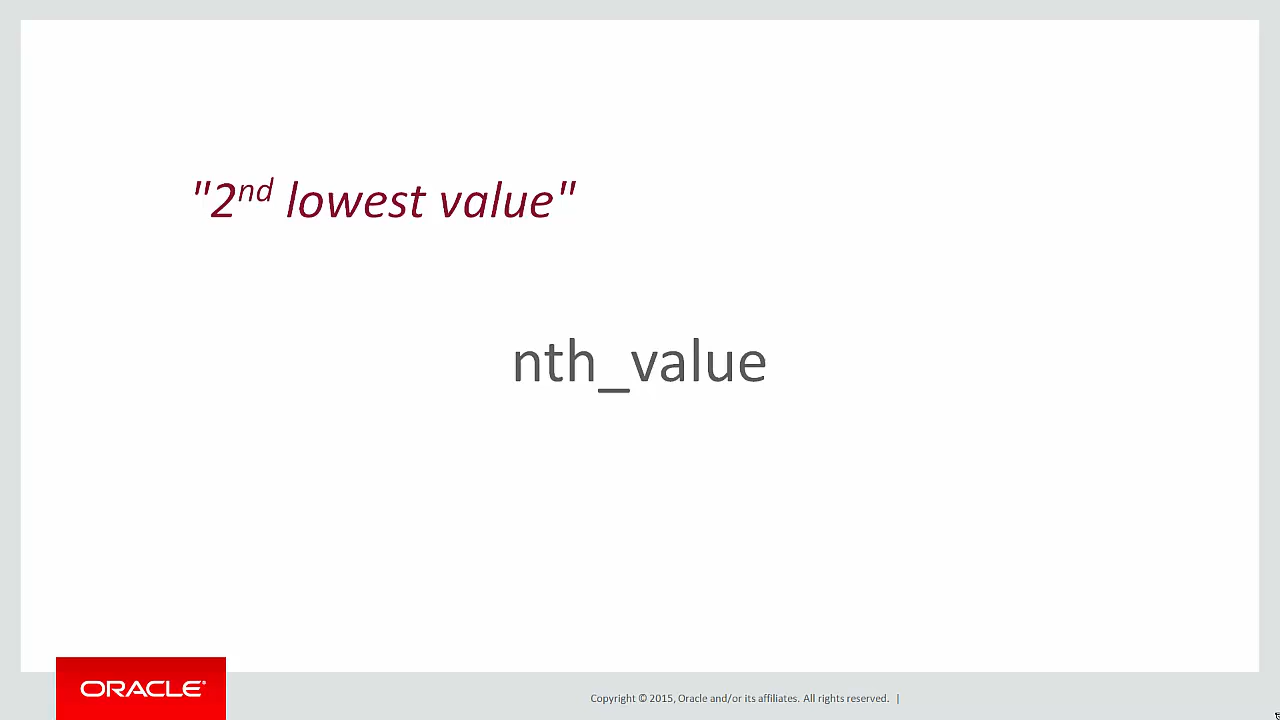 "2nd lowest value"
nth_value
ORACLE®
Copyright © 2015, Oracle and/or its affiliates. All rights reserved. |